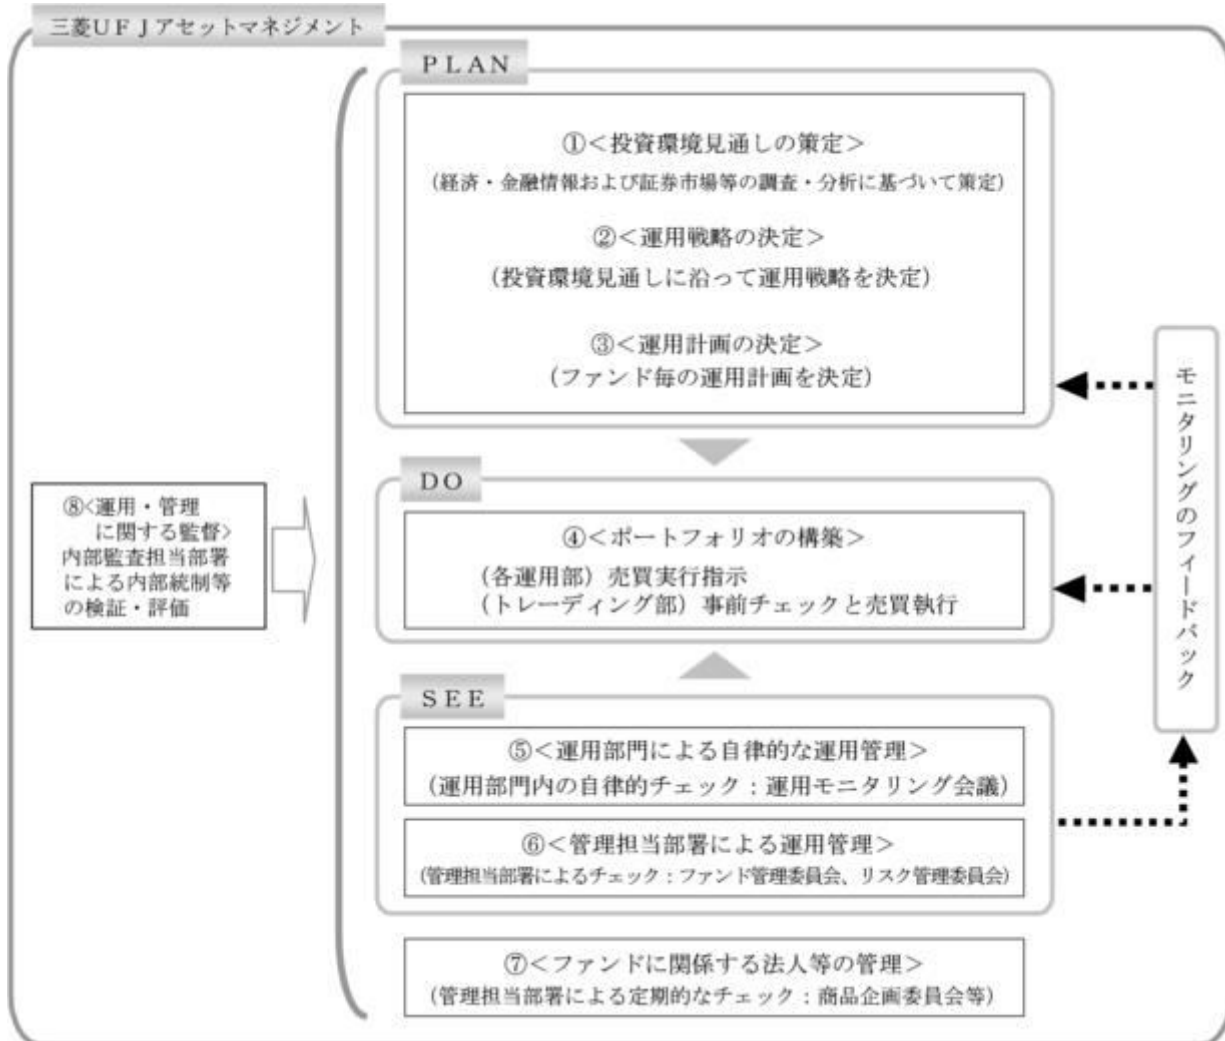 三菱ＵＦＪアセットマネジメント
ＰＬＡＮ
①＜投資環境見通しの策定＞
（経済・金融情報および証券市場等の調査・分析に基づいて策定）
②＜運用戦略の決定＞
（投資環境見通しに沿って運用戦略を決定）
③＜運用計画の決定＞
（ファンド毎の運用計画を決定）
ＤＯ
④＜ポートフォリオの構築＞
（各運用部）売買実行指示
（トレーディング部）事前チェックと売買執行
ＳＥＥ
⑤＜運用部門による自律的な運用管理＞
（運用部門内の自律的チェック：運用モニタリング会議）
⑥＜管理担当部署による運用管理＞
（管理担当部署によるチェック：ファンド管理委員会、リスク管理委員会）
⑦＜ファンドに関係する法人等の管理＞
（管理担当部署による定期的なチェック：商品企画委員会等）
⑧<運用・管理
に関する監督>
内部監査担当部署
による内部統制等
の検証・評価
モニタリングのフィードバック